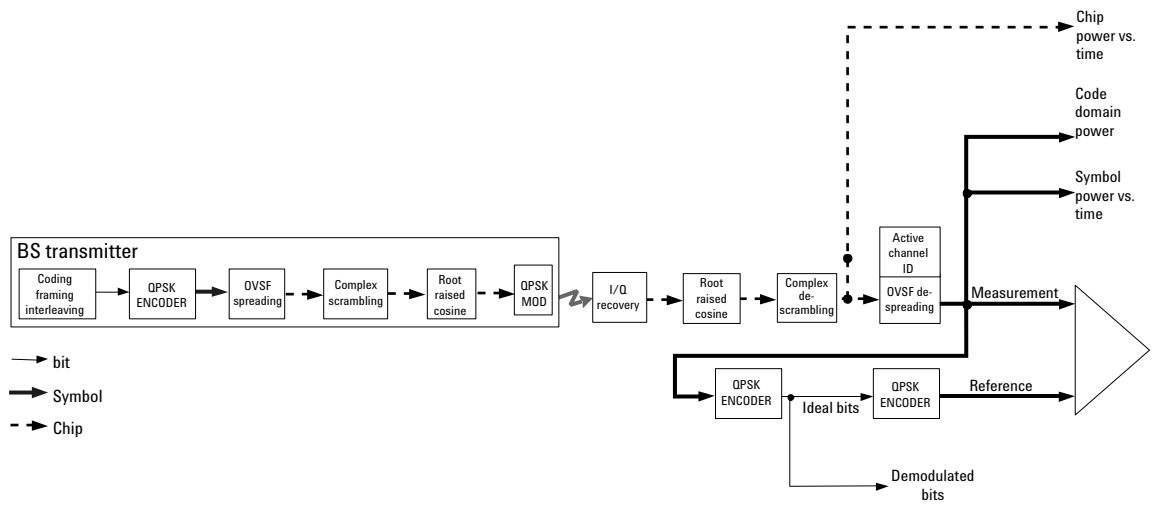 Chip
power vs.
time
Code
domain
power
Symbol
power vs.
time
BS transmitter
Coding
framing
interleaving
QPSK
ENCODER
OVSF
spreading
Complex
scrambling
Root
raised
cosine
QPSK
MOD
I/Q
recovery
Root
raised
cosine
Complex
de-
scrambling
Active
channel
ID
OVSF de-
spreading
Measurement
bit
Symbol
Chip
QPSK
ENCODER
Ideal bits
QPSK
ENCODER
Reference
Demodulated
bits